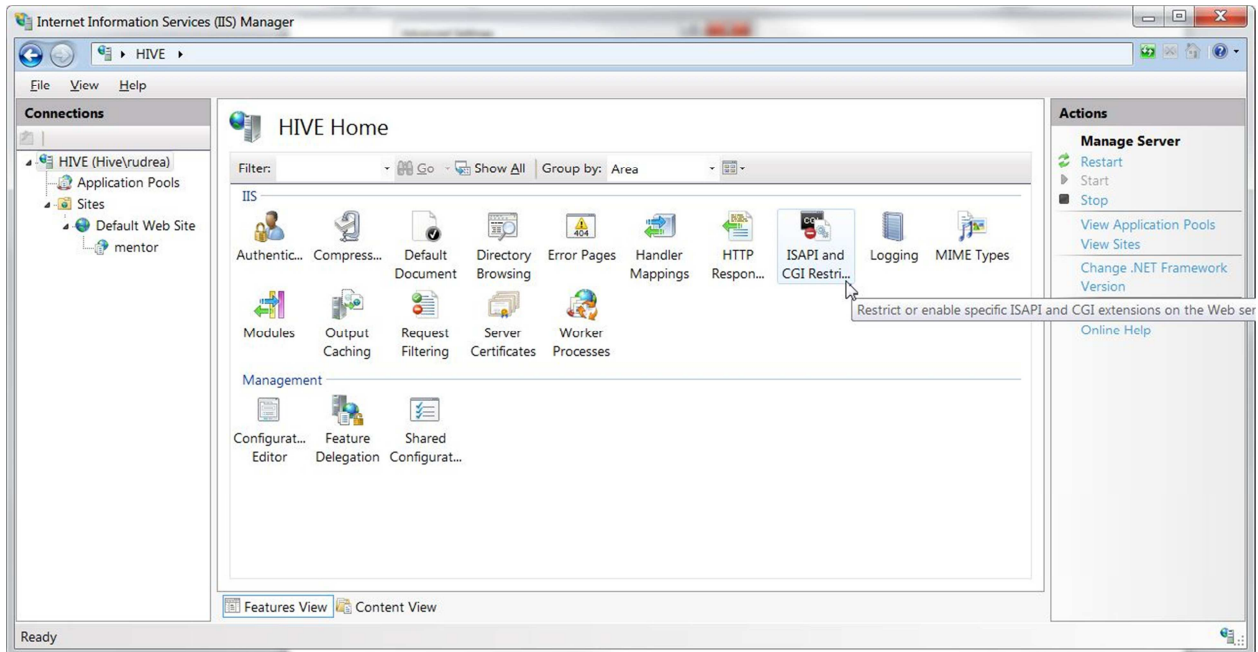 Internet Information Services (IIS) Manager
HIVE
File View Help
Connections
HIVE (Hive\rudrea)
Application Pools
Sites
Default Web Site
mentor
HIVE Home
Filter: Go Show All Group by: Area
IIS
Authentic... Compress... Default Document Directory Browsing Error Pages Handler Mappings HTTP Respon... ISAPI and CGI Restri... Logging MIME Types
Modules Output Caching Request Filtering Server Certificates Worker Processes
Management
Configurat... Editor Feature Delegation Shared Configurat...
Features View Content View
Actions
Manage Server
Restart
Start
Stop
View Application Pools
View Sites
Change .NET Framework
Version
Restrict or enable specific ISAPI and CGI extensions on the Web ser
Online Help
Ready